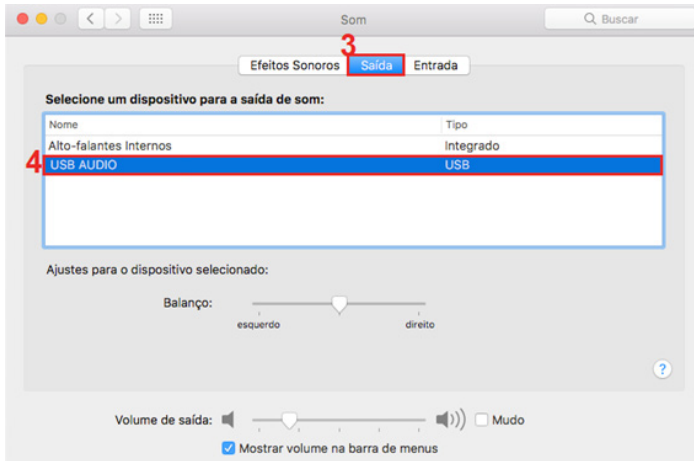 Som
Buscar
3
Efeitos Sonoros Saída Entrada
Selecione um dispositivo para a saída de som:
Nome Tipo
Alto-falantes Internos Integrado
4 USB AUDIO USB
Ajustes para o dispositivo selecionado:
Balanço:
esquerdo direito
?
Volume de saída: Mudo
Mostrar volume na barra de menus